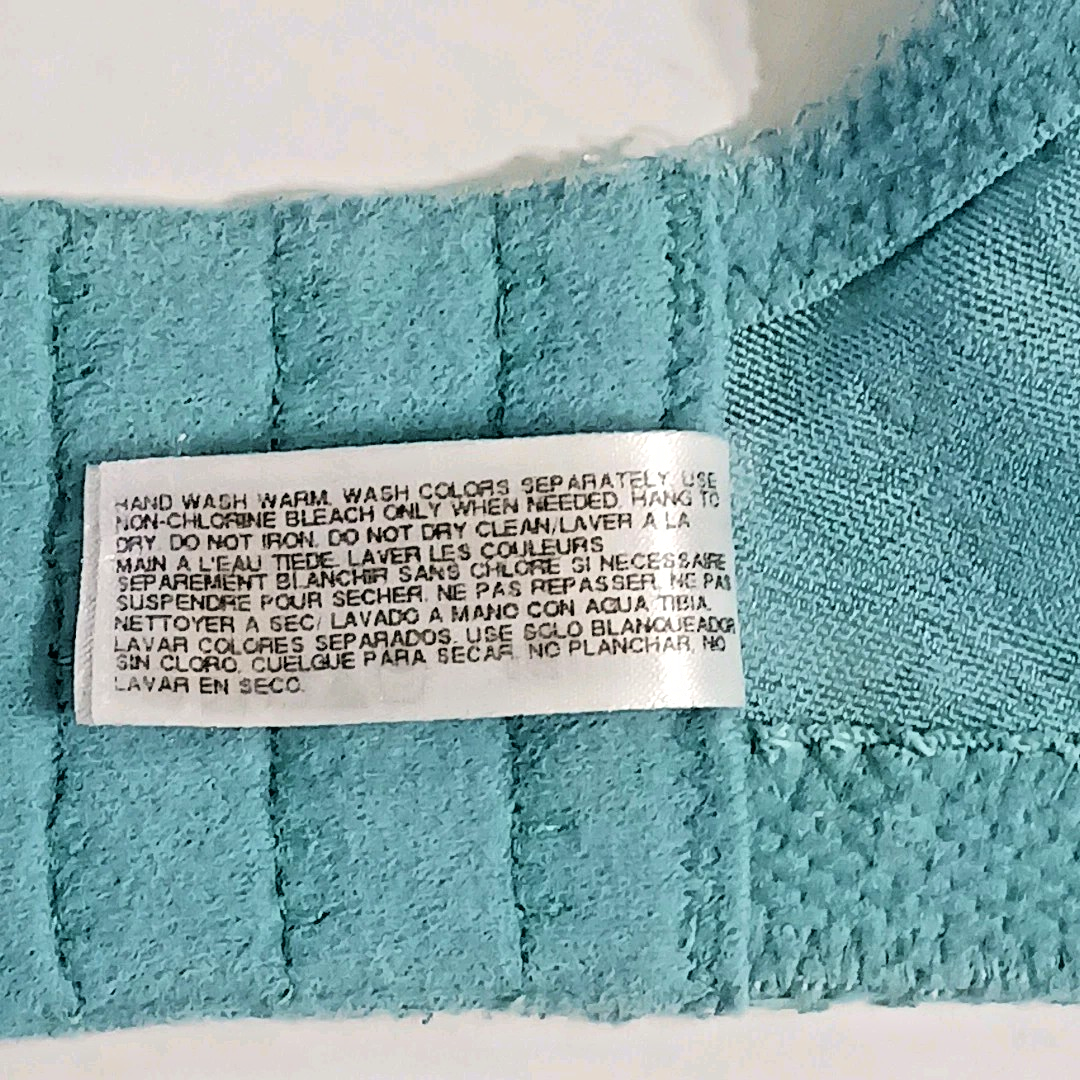 HAND WASH WARM. WASH COLORS SEPARATELY. USE
NON-CHLORINE BLEACH ONLY WHEN NEEDED. HANG TO
DRY. DO NOT IRON. DO NOT DRY CLEAN/LAVER A LA
MAIN A L'EAU TIEDE. LAVER LES COULEURS
SEPAREMENT BLANCHIR SANS CHLORE SI NECESSAIRE
SUSPENDRE POUR SECHER. NE PAS REPASSER. NE PAS
NETTOYER A SEC/ LAVADO A MANO CON AGUA TIBIA.
LAVAR COLORES SEPARADOS. USE SOLO BLANQUEADOR
SIN CLORO. CUELGUE PARA SECAR. NO PLANCHAR. NO
LAVAR EN SECO.